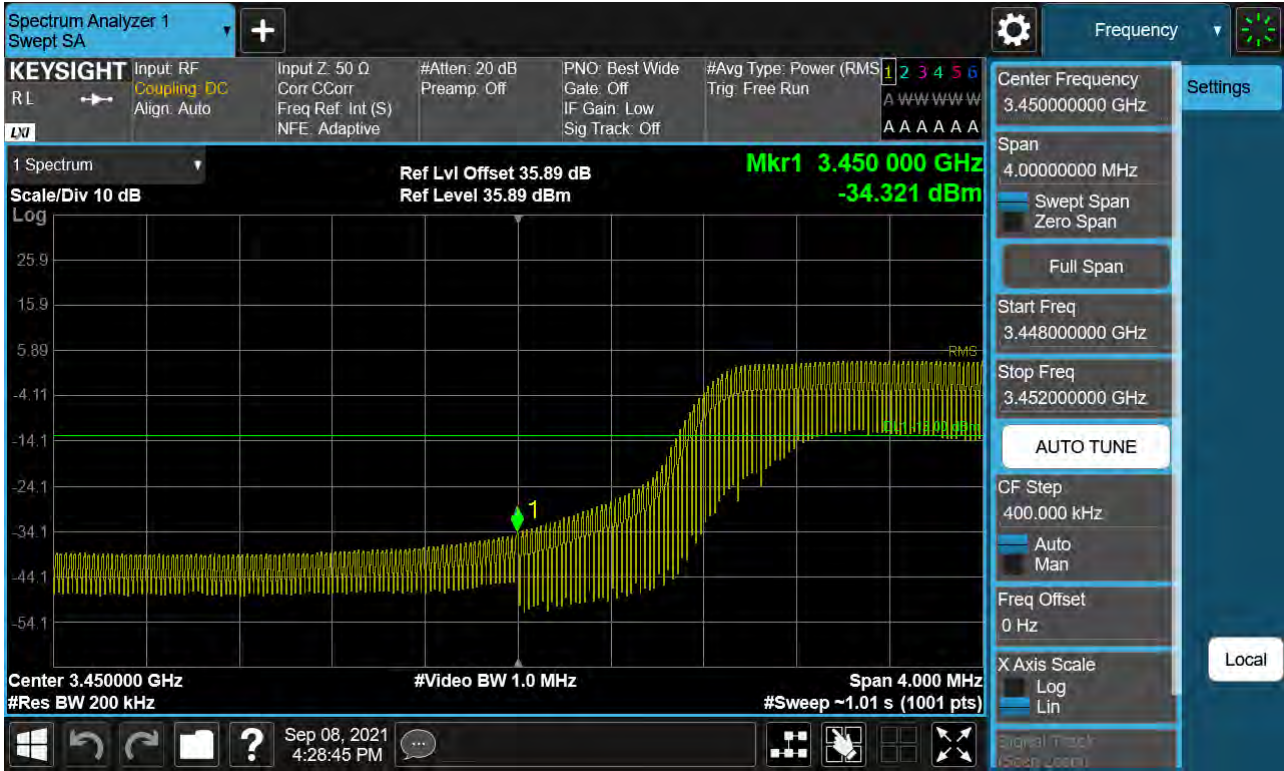 Spectrum Analyzer 1
Swept SA
Frequency
KEYSIGHT
R L
LXI
Input: RF
Coupling: DC
Align: Auto
Input Z: 50 Ω
Corr CCorr
Freq Ref: Int (S)
NFE: Adaptive
#Atten: 20 dB
Preamp: Off
PNO: Best Wide
Gate: Off
IF Gain: Low
Sig Track: Off
#Avg Type: Power (RMS
Trig: Free Run
1 2 3 4 5 6
A W W W W W
A A A A A A
1 Spectrum
Scale/Div 10 dB
Log
Ref Lvl Offset 35.89 dB
Ref Level 35.89 dBm
Mkr1 3.450 000 GHz
-34.321 dBm
25.9
15.9
5.89
-4.11
-14.1
-24.1
-34.1
-44.1
-54.1
RMS
DL1 -13.00 dBm
1
Center 3.450000 GHz
#Res BW 200 kHz
#Video BW 1.0 MHz
Span 4.000 MHz
#Sweep ~1.01 s (1001 pts)
Sep 08, 2021
4:28:45 PM
Center Frequency
3.450000000 GHz
Span
4.00000000 MHz
Swept Span
Zero Span
Full Span
Start Freq
3.448000000 GHz
Stop Freq
3.452000000 GHz
AUTO TUNE
CF Step
400.000 kHz
Auto
Man
Freq Offset
0 Hz
X Axis Scale
Log
Lin
Signal Track
(Span Zoom)
Settings
Local